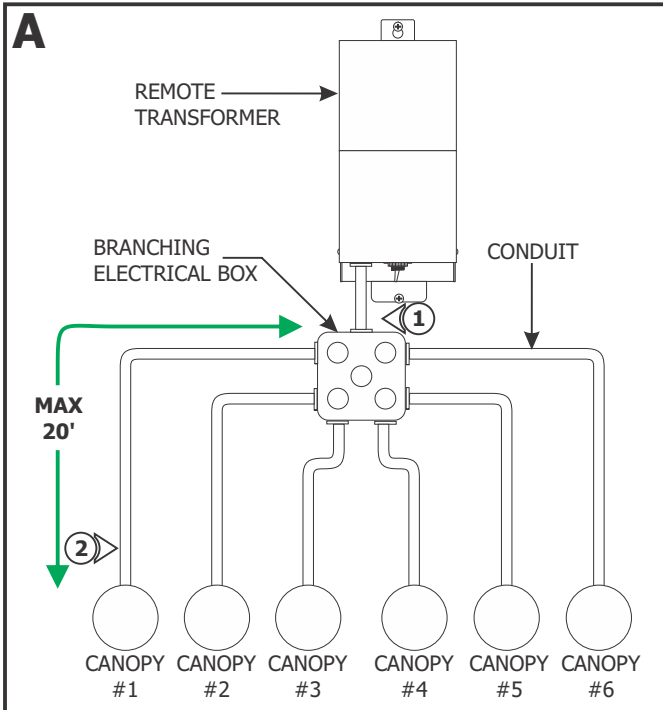 A
REMOTE
TRANSFORMER
BRANCHING
ELECTRICAL BOX
CONDUIT
1
MAX
20'
2
CANOPY
#1
CANOPY
#2
CANOPY
#3
CANOPY
#4
CANOPY
#5
CANOPY
#6